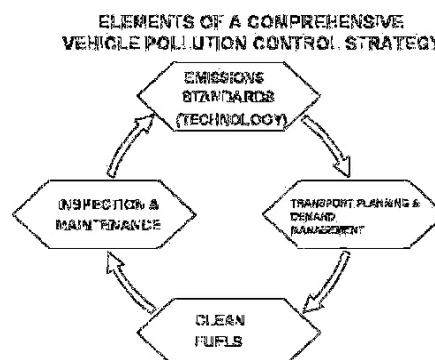 ELEMENTS OF A COMPREHENSIVE
VEHICLE POLLUTION CONTROL STRATEGY
EMISSIONS
STANDARDS
(TECHNOLOGY)
INSPECTION &
MAINTENANCE
TRANSPORT PLANNING &
DEMAND
MANAGEMENT
CLEAN
FUELS